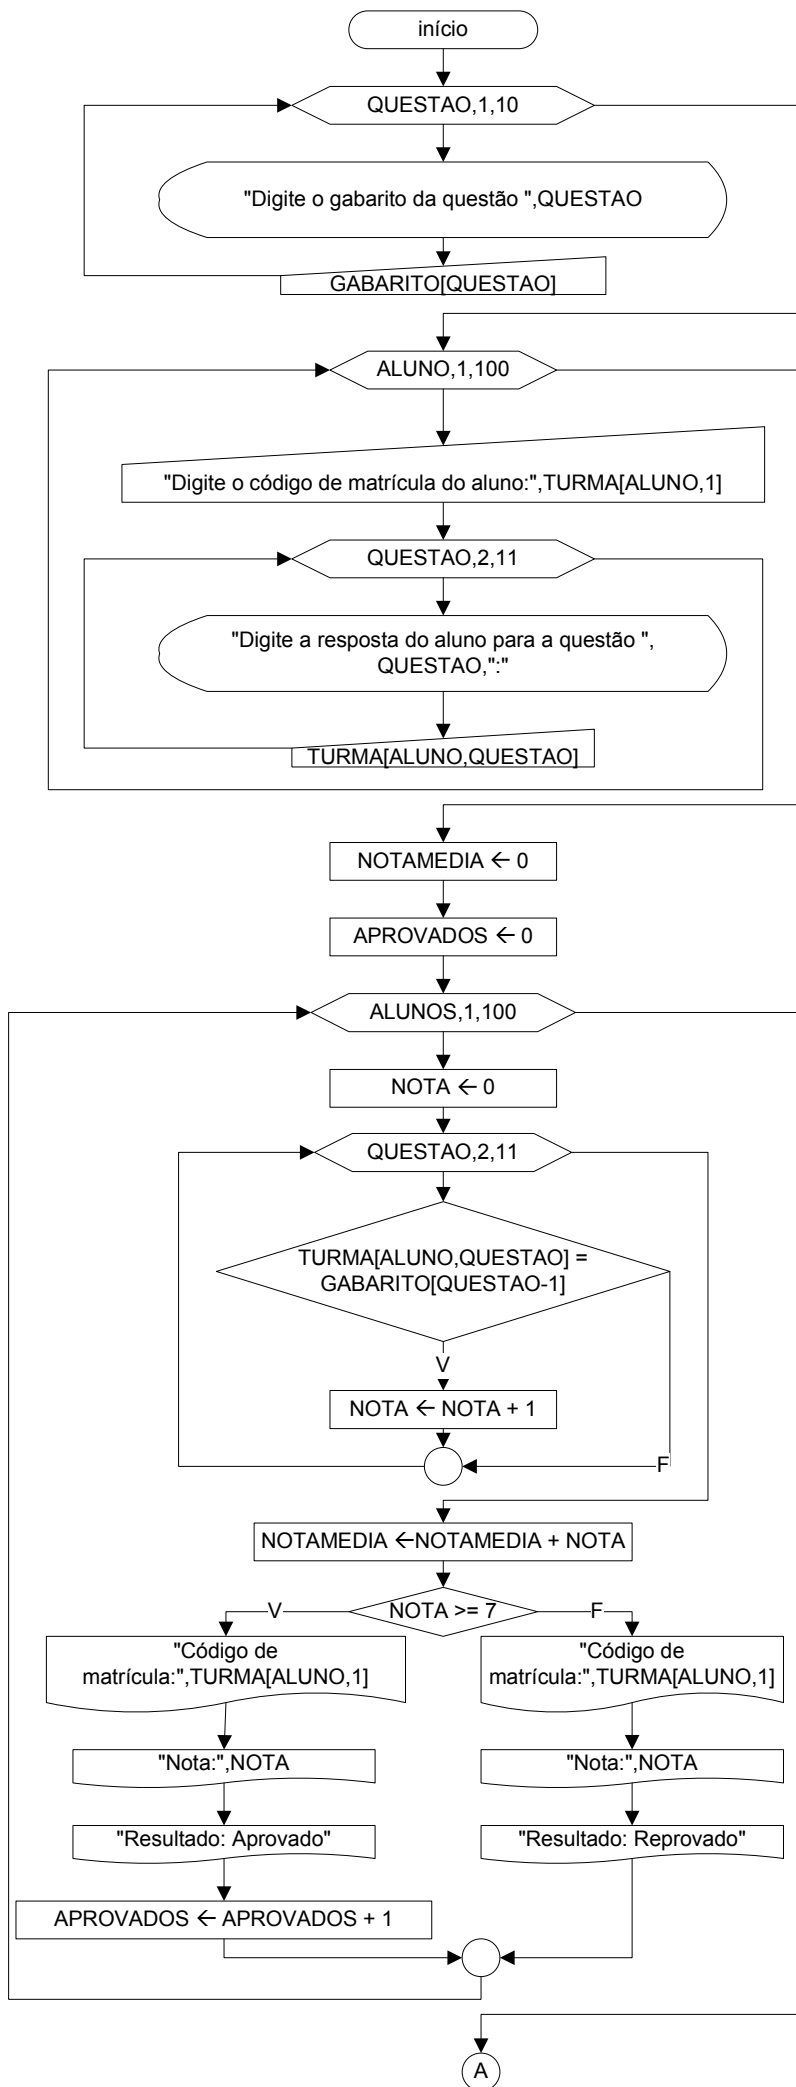 início
QUESTAO,1,10
"Digite o gabarito da questão ",QUESTAO
GABARITO[QUESTAO]
ALUNO,1,100
"Digite o código de matrícula do aluno:",TURMA[ALUNO,1]
QUESTAO,2,11
"Digite a resposta do aluno para a questão ",
QUESTAO,":"
TURMA[ALUNO,QUESTAO]
NOTAMEDIA ← 0
APROVADOS ← 0
ALUNOS,1,100
NOTA ← 0
QUESTAO,2,11
TURMA[ALUNO,QUESTAO] =
GABARITO[QUESTAO-1]
V
NOTA ← NOTA + 1
F
NOTAMEDIA ←NOTAMEDIA + NOTA
NOTA >= 7
V
F
"Código de
matrícula:",TURMA[ALUNO,1]
"Código de
matrícula:",TURMA[ALUNO,1]
"Nota:",NOTA
"Nota:",NOTA
"Resultado: Aprovado"
"Resultado: Reprovado"
APROVADOS ← APROVADOS + 1
A